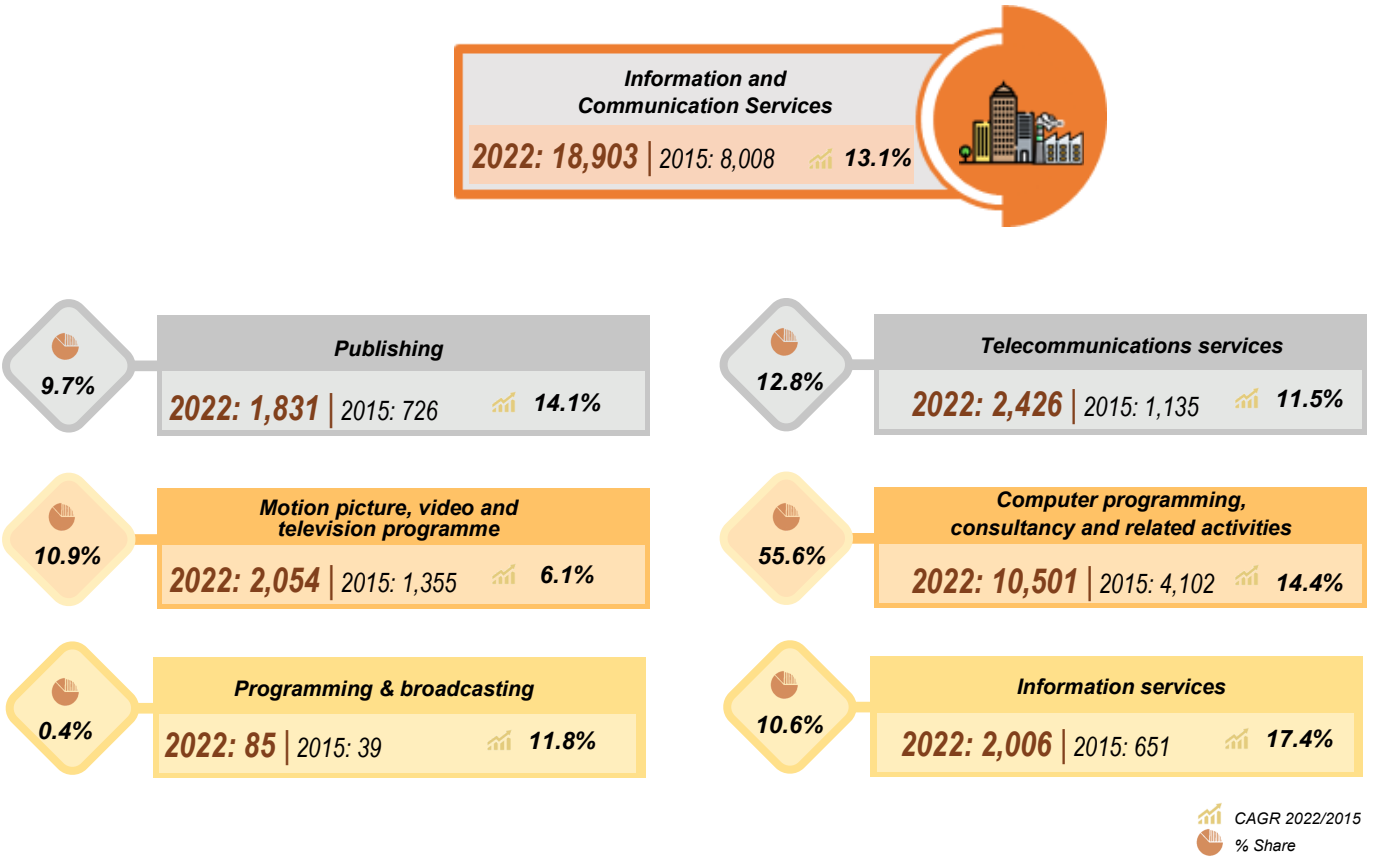 Information and
Communication Services
2022: 18,903 | 2015: 8,008 13.1%
9.7%
Publishing
2022: 1,831 | 2015: 726 14.1%
12.8%
Telecommunications services
2022: 2,426 | 2015: 1,135 11.5%
10.9%
Motion picture, video and
television programme
2022: 2,054 | 2015: 1,355 6.1%
55.6%
Computer programming,
consultancy and related activities
2022: 10,501 | 2015: 4,102 14.4%
0.4%
Programming & broadcasting
2022: 85 | 2015: 39 11.8%
10.6%
Information services
2022: 2,006 | 2015: 651 17.4%
CAGR 2022/2015
% Share